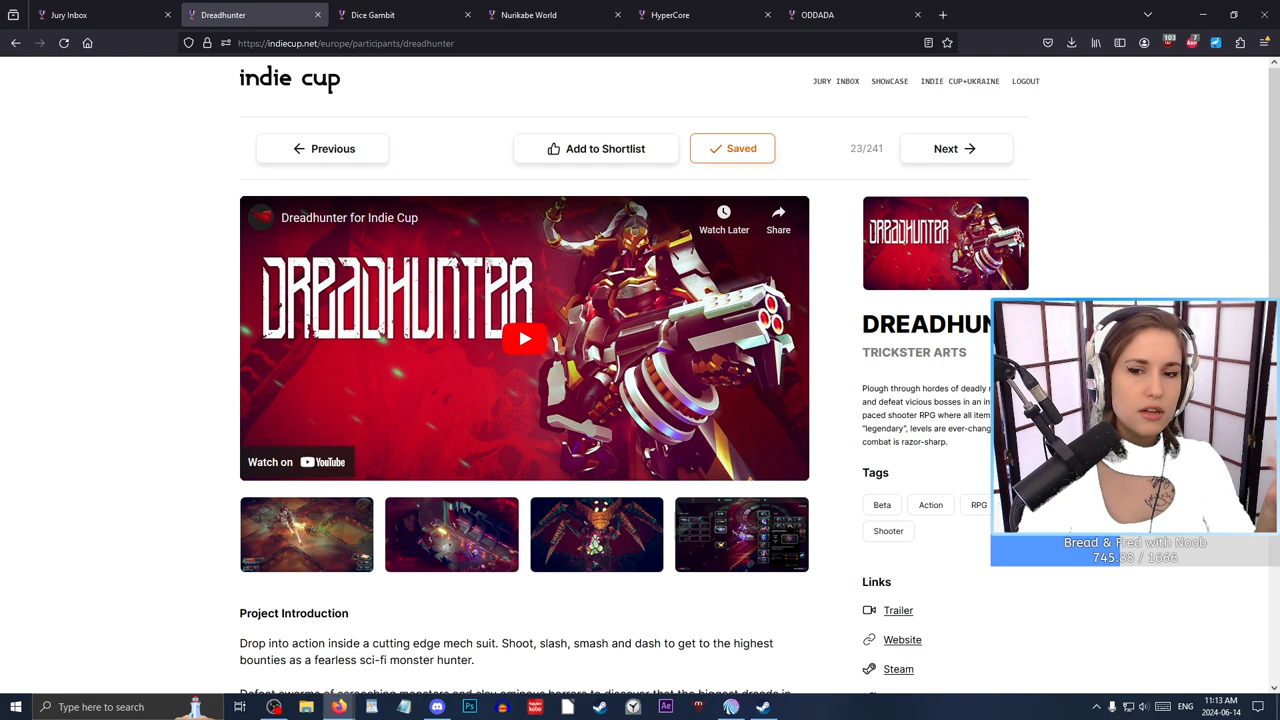 Jury Inbox
Dreadhunter
Dice Gambit
Nurikabe World
HyperCore
ODDADA
https://indiecup.net/europe/participants/dreadhunter
103
7
indie cup
JURY INBOX
SHOWCASE
INDIE CUP+UKRAINE
LOGOUT
Previous
Add to Shortlist
Saved
23/241
Next
Dreadhunter for Indie Cup
Watch Later
Share
DREADHUNTER
Watch on YouTube
DREADHUNTER
DREADHUN
TRICKSTER ARTS
Plough through hordes of deadly
and defeat vicious bosses in an
paced shooter RPG where all item
"legendary", levels are ever-chang
combat is razor-sharp.
Tags
Beta
Action
RPG
Shooter
Bread & Fred with Noob
745.88 / 1666
Links
Trailer
Website
Steam
Project Introduction
Drop into action inside a cutting edge mech suit. Shoot, slash, smash and dash to get to the highest
bounties as a fearless sci-fi monster hunter.
Type here to search
ENG
11:13 AM
2024-06-14